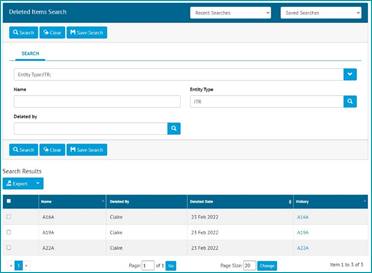 Deleted Items Search
Recent Searches
Saved Searches
Search Clear Save Search
SEARCH
Entity Type:ITR;
Name
Entity Type
ITR
Deleted by
Search Clear Save Search
Search Results
Export
Name Deleted By Deleted Date History
A16A Claire 23 Feb 2022 A16A
A19A Claire 23 Feb 2022 A19A
A22A Claire 23 Feb 2022 A22A
1 Page 1 of 1 Go Page Size 20 Change Item 1 to 3 of 3